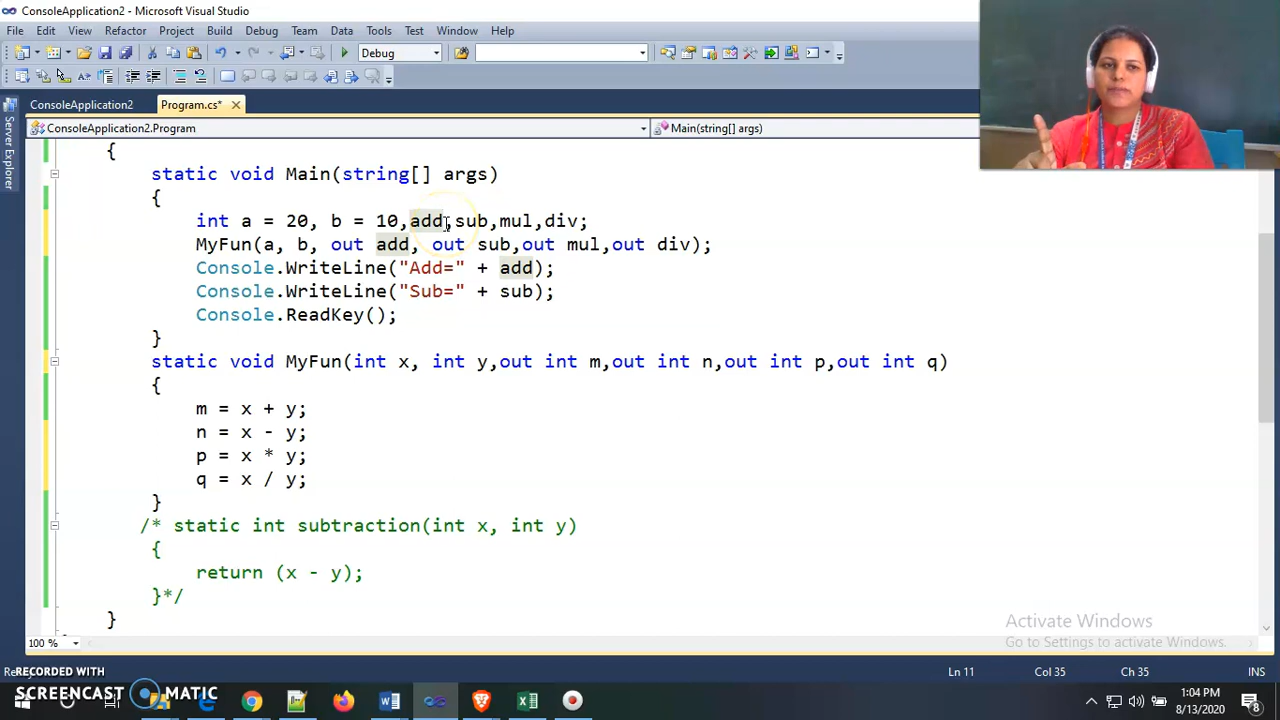 ConsoleApplication2 - Microsoft Visual Studio
File Edit View Refactor Project Build Debug Team Data Tools Test Window Help
Debug
ConsoleApplication2 Program.cs*
ConsoleApplication2.Program Main(string[] args)
Server Explorer
{
static void Main(string[] args)
{
int a = 20, b = 10,add,sub,mul,div;
MyFun(a, b, out add, out sub,out mul,out div);
Console.WriteLine("Add=" + add);
Console.WriteLine("Sub=" + sub);
Console.ReadKey();
}
static void MyFun(int x, int y,out int m,out int n,out int p,out int q)
{
m = x + y;
n = x - y;
p = x * y;
q = x / y;
}
/* static int subtraction(int x, int y)
{
return (x - y);
}*/
}
Activate Windows
Go to Settings to activate Windows.
100 %
RECORDED WITH
SCREENCAST MATIC
Ln 11 Col 35 Ch 35 INS
1:04 PM
8/13/2020
8